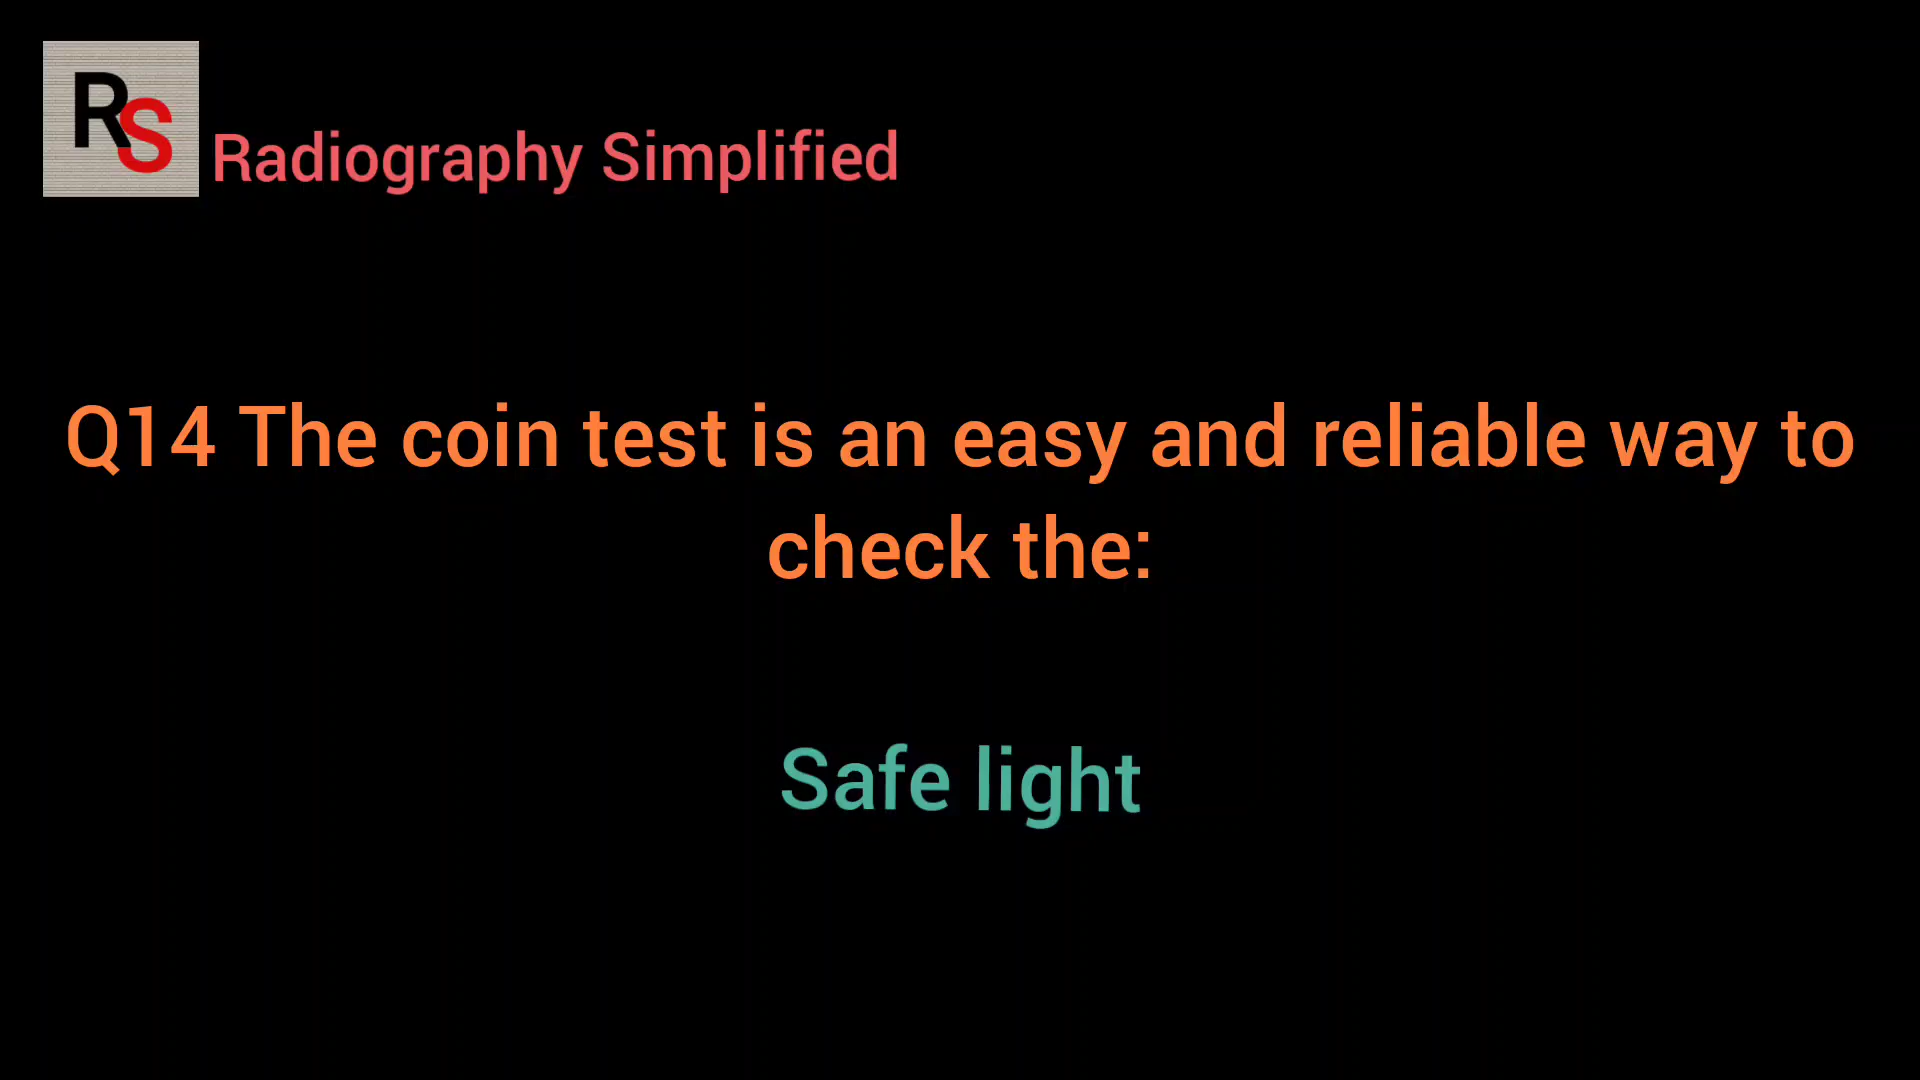 RS
Radiography Simplified
Q14 The coin test is an easy and reliable way to
check the:
Safe light